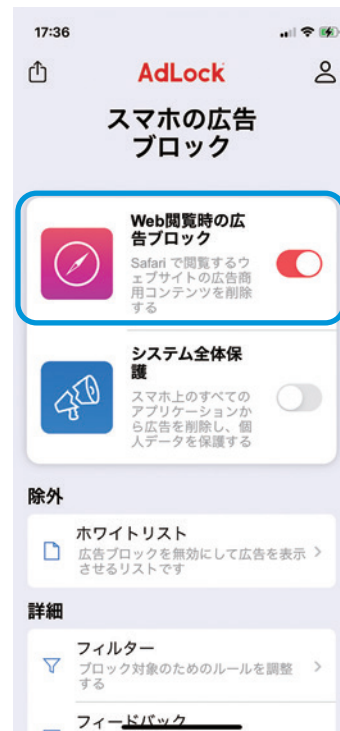 17:36
AdLock
スマホの広告
ブロック
Web閲覧時の広
告ブロック
Safari で閲覧するウ
ェブサイトの広告商
用コンテンツを削除
する
システム全体保
護
スマホ上のすべての
アプリケーションか
ら広告を削除し、個
人データを保護する
除外
ホワイトリスト
広告ブロックを無効にして広告を表示
させるリストです
詳細
フィルター
ブロック対象のためのルールを調整
する
フィードバック